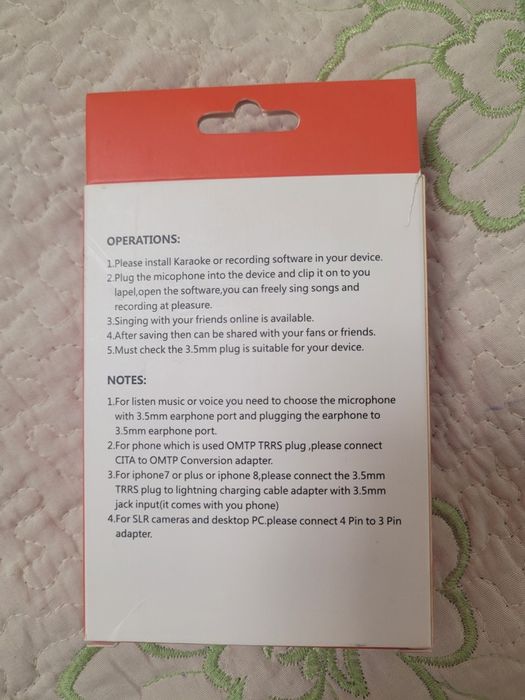 OPERATIONS:
1.Please install Karaoke or recording software in your device.
2.Plug the micophone into the device and clip it on to you
lapel,open the software,you can freely sing songs and
recording at pleasure.
3.Singing with your friends online is available.
4.After saving then can be shared with your fans or friends.
5.Must check the 3.5mm plug is suitable for your device.
NOTES:
1.For listen music or voice you need to choose the microphone
with 3.5mm earphone port and plugging the earphone to
3.5mm earphone port.
2.For phone which is used OMTP TRRS plug ,please connect
CITA to OMTP Conversion adapter.
3.For iphone7 or plus or iphone 8,please connect the 3.5mm
TRRS plug to lightning charging cable adapter with 3.5mm
jack input(it comes with you phone)
4.For SLR cameras and desktop PC.please connect 4 Pin to 3 Pin
adapter.